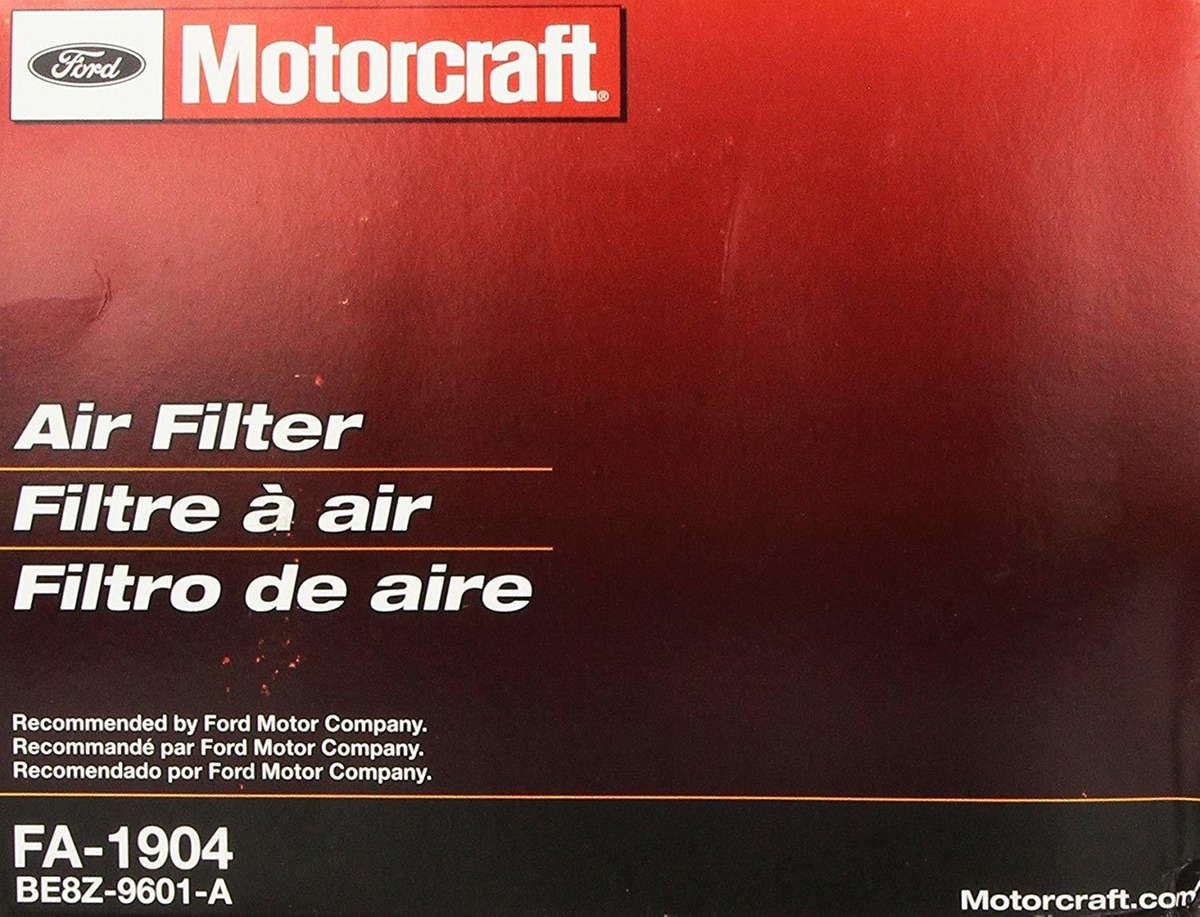 Ford Motorcraft®
Air Filter
Filtre à air
Filtro de aire
Recommended by Ford Motor Company.
Recommandé par Ford Motor Company.
Recomendado por Ford Motor Company.
FA-1904
BE8Z-9601-A
Motorcraft.com